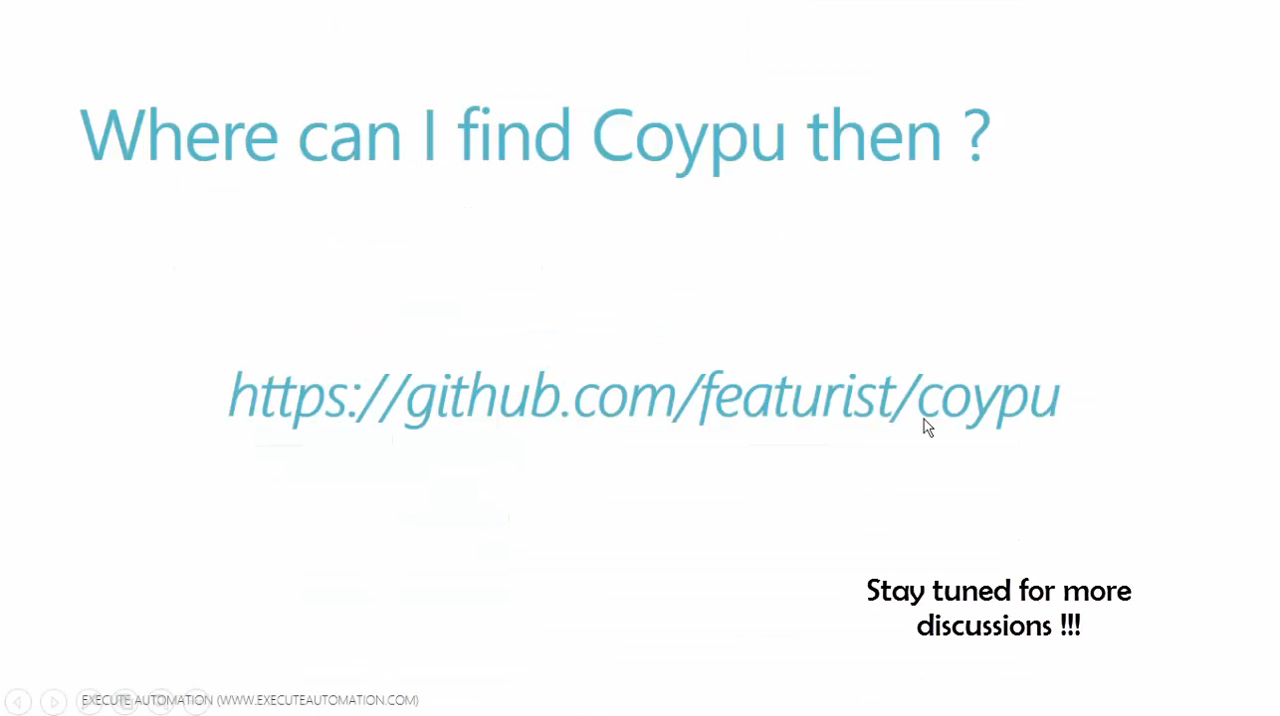 Where can I find Coypu then ?
https://github.com/featurist/coypu
Stay tuned for more
discussions !!!
EXECUTE AUTOMATION (WWW.EXECUTEAUTOMATION.COM)